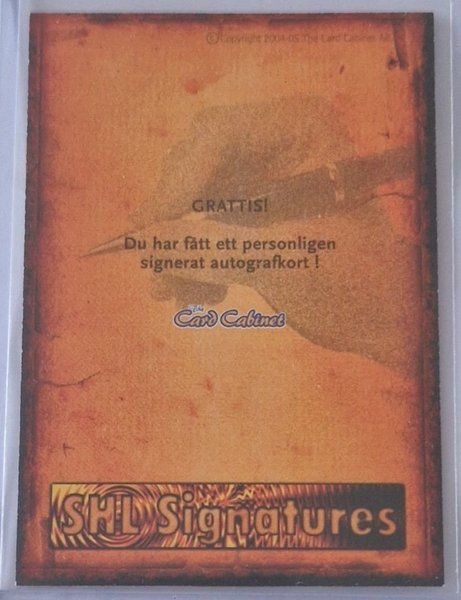 © Copyright 2004-05 The Card Cabinet AB
GRATTIS!
Du har fått ett personligen
signerat autografkort !
The
Card Cabinet
SHL Signatures